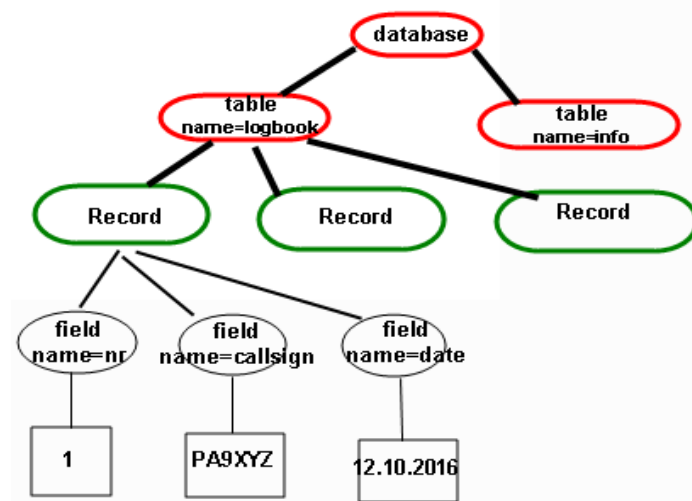 database
table
name=logbook
table
name=info
Record
Record
Record
field
name=nr
field
name=callsign
field
name=date
1
PA9XYZ
12.10.2016